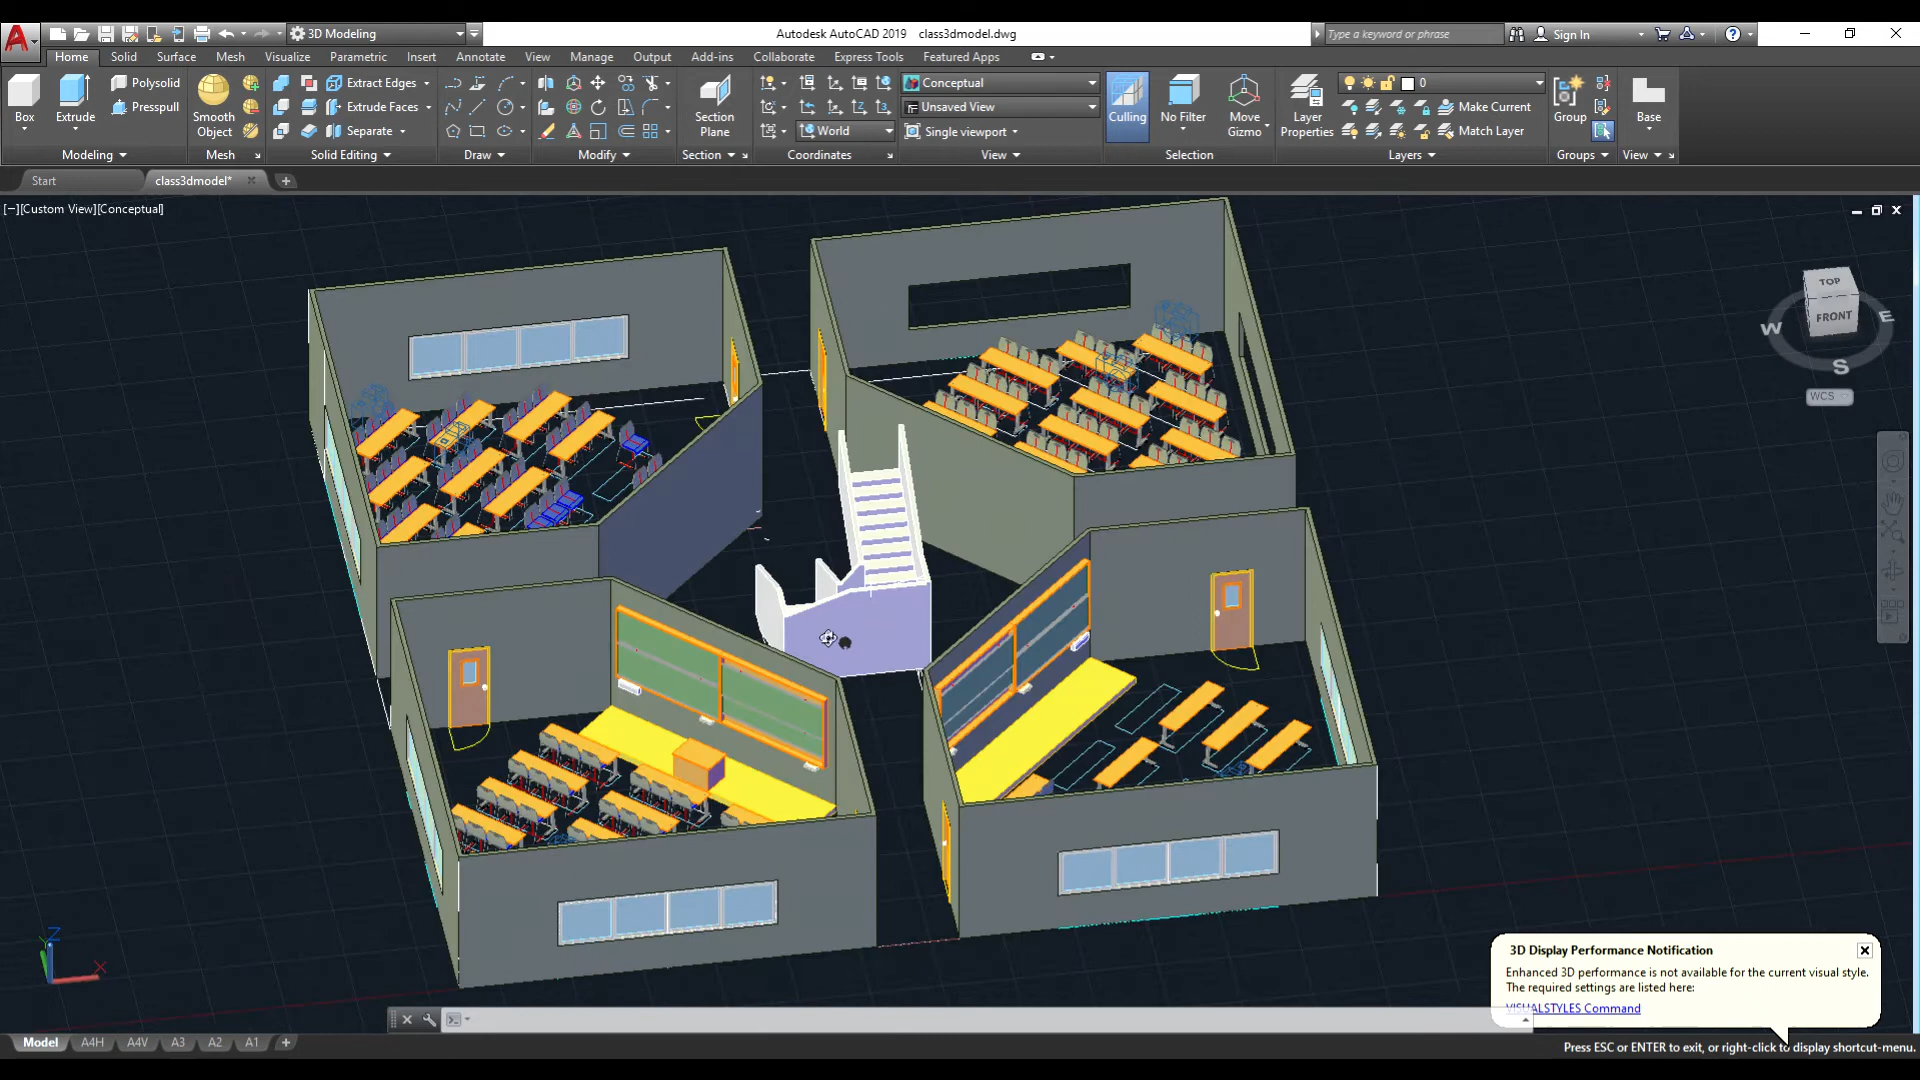 3D Modeling
Autodesk AutoCAD 2019 class3dmodel.dwg
Type a keyword or phrase
Sign In
Home Solid Surface Mesh Visualize Parametric Insert Annotate View Manage Output Add-ins Collaborate Express Tools Featured Apps
Polysolid
Presspull
Box
Extrude
Smooth Object
Extract Edges
Extrude Faces
Separate
Section Plane
World
Conceptual
Unsaved View
Single viewport
Culling
No Filter
Move Gizmo
Layer Properties
0
Make Current
Match Layer
Group
Base
Modeling Mesh Solid Editing Draw Modify Section Coordinates View Selection Layers Groups View
Start class3dmodel*
[−][Custom View][Conceptual]
TOP
FRONT
W
E
S
WCS
Z
Y
X
3D Display Performance Notification
Enhanced 3D performance is not available for the current visual style.
The required settings are listed here:
VISUALSTYLES Command
Model A4H A4V A3 A2 A1
Press ESC or ENTER to exit, or right-click to display shortcut-menu.